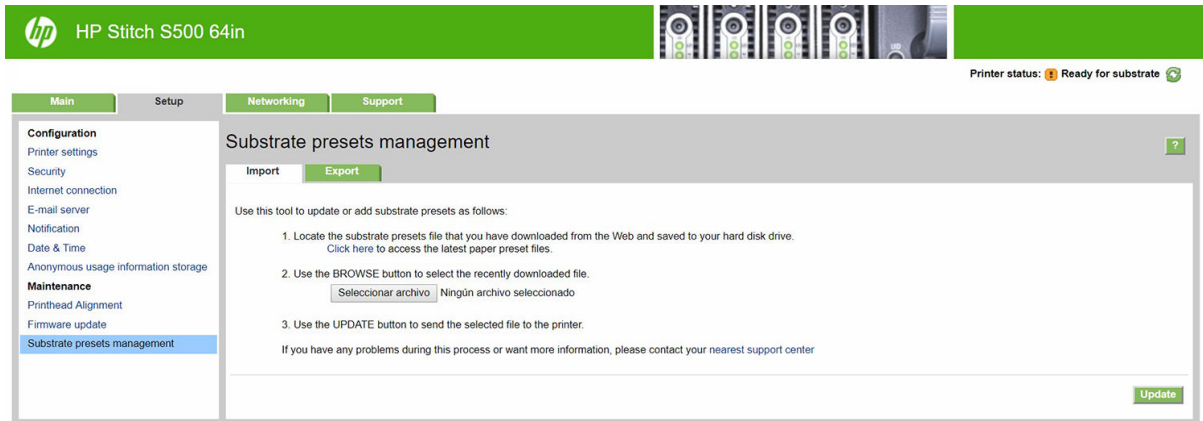 hp HP Stitch S500 64in
UID
Printer status: ! Ready for substrate
Main Setup Networking Support
Configuration
Printer settings
Security
Internet connection
E-mail server
Notification
Date & Time
Anonymous usage information storage
Maintenance
Printhead Alignment
Firmware update
Substrate presets management
Substrate presets management
?
Import Export
Use this tool to update or add substrate presets as follows:
1. Locate the substrate presets file that you have downloaded from the Web and saved to your hard disk drive.
Click here to access the latest paper preset files.
2. Use the BROWSE button to select the recently downloaded file.
Seleccionar archivo Ningún archivo seleccionado
3. Use the UPDATE button to send the selected file to the printer.
If you have any problems during this process or want more information, please contact your nearest support center
Update